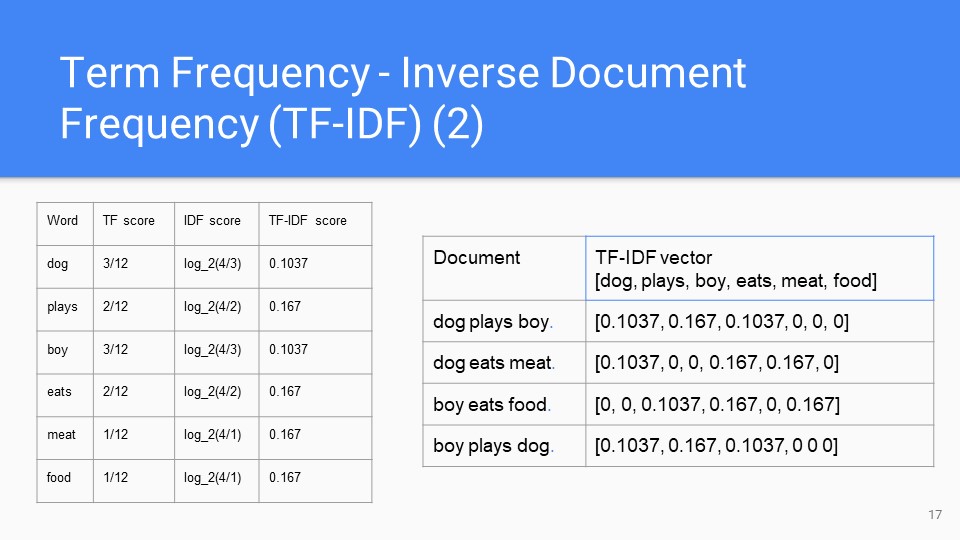 Term Frequency - Inverse Document
Frequency (TF-IDF) (2)
Word TF score IDF score TF-IDF score
dog 3/12 log_2(4/3) 0.1037
plays 2/12 log_2(4/2) 0.167
boy 3/12 log_2(4/3) 0.1037
eats 2/12 log_2(4/2) 0.167
meat 1/12 log_2(4/1) 0.167
food 1/12 log_2(4/1) 0.167
Document TF-IDF vector
[dog, plays, boy, eats, meat, food]
dog plays boy. [0.1037, 0.167, 0.1037, 0, 0, 0]
dog eats meat. [0.1037, 0, 0, 0.167, 0.167, 0]
boy eats food. [0, 0, 0.1037, 0.167, 0, 0.167]
boy plays dog. [0.1037, 0.167, 0.1037, 0 0 0]
17